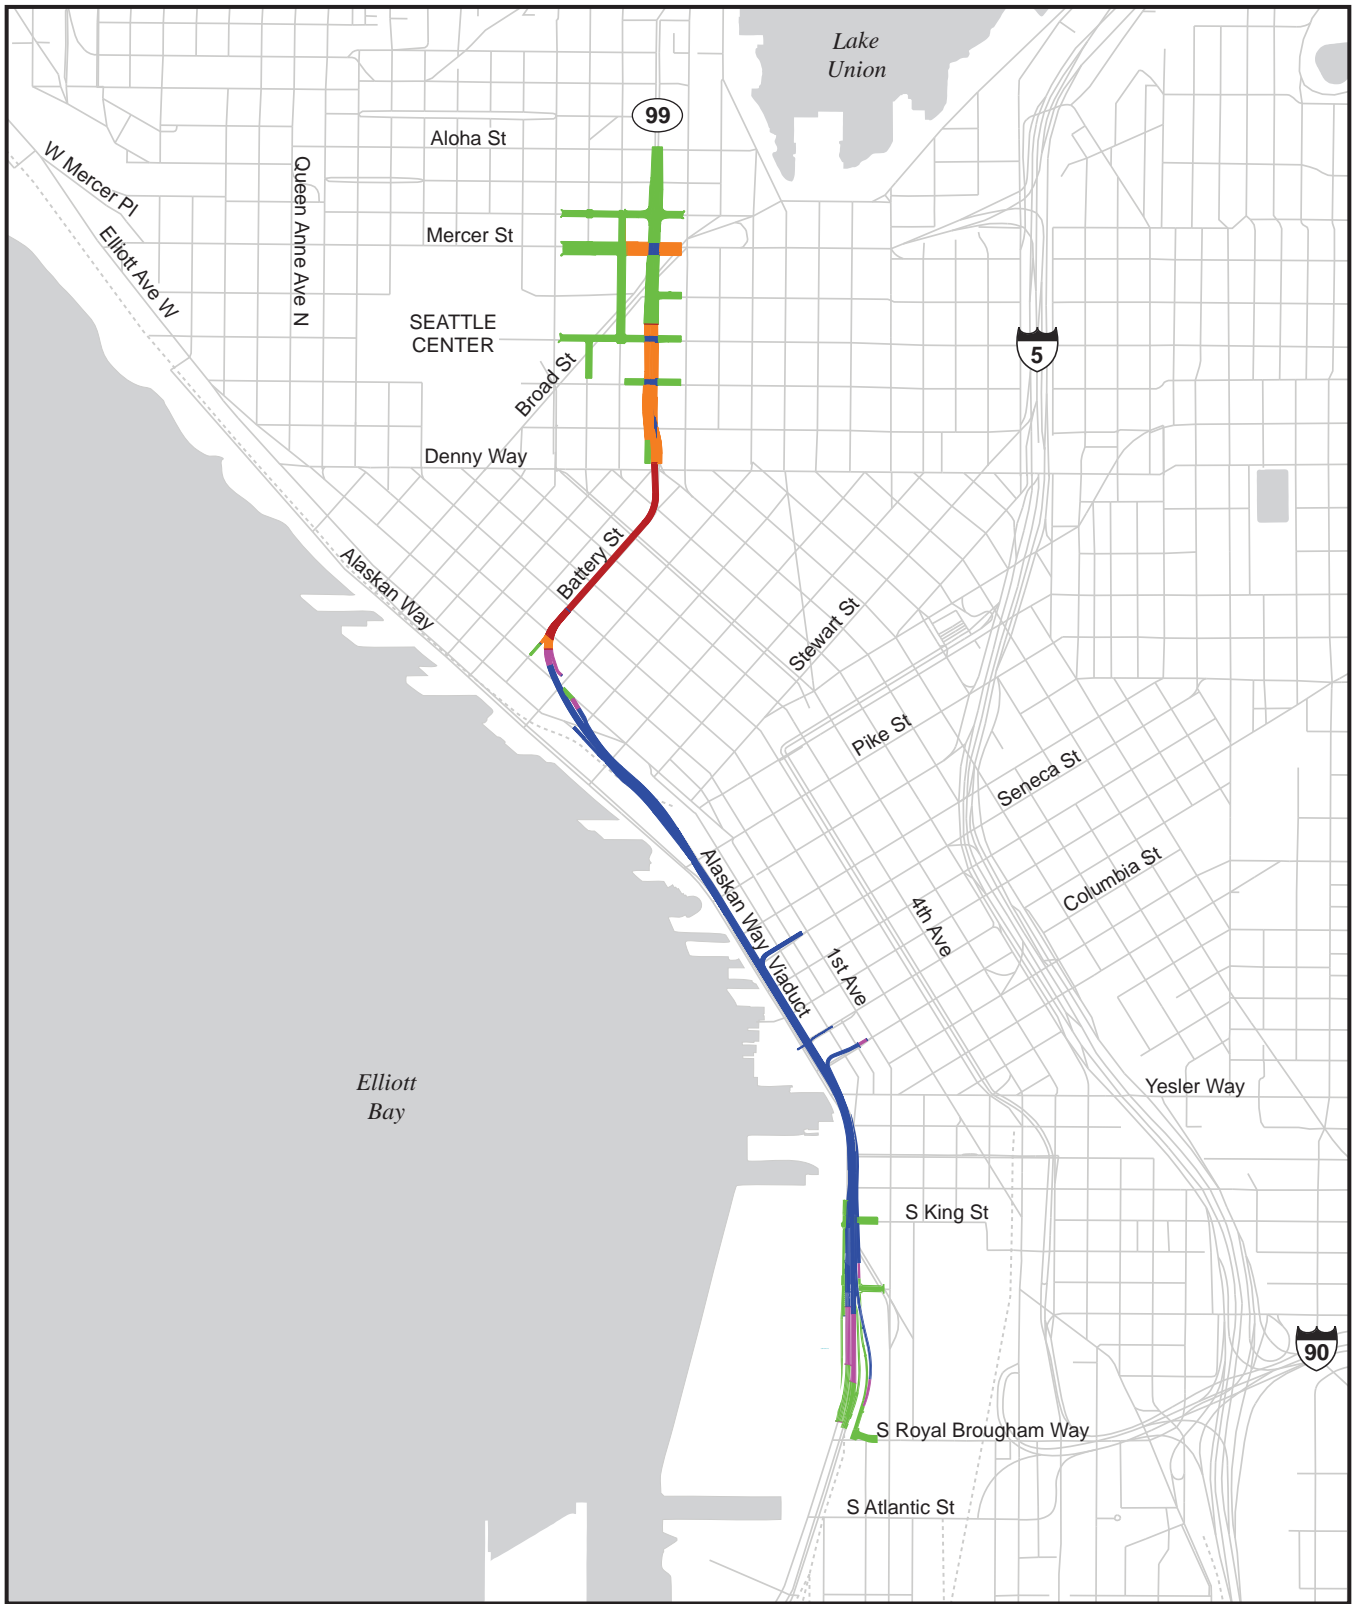 Lake
Union
99
Aloha St
W Mercer Pl
Queen Anne Ave N
Mercer St
Elliott Ave W
SEATTLE
CENTER
5
Broad St
Denny Way
Battery St
Alaskan Way
Stewart St
Pike St
Seneca St
Alaskan Way Viaduct
Columbia St
4th Ave
1st Ave
Elliott
Bay
Yesler Way
S King St
90
S Royal Brougham Way
S Atlantic St